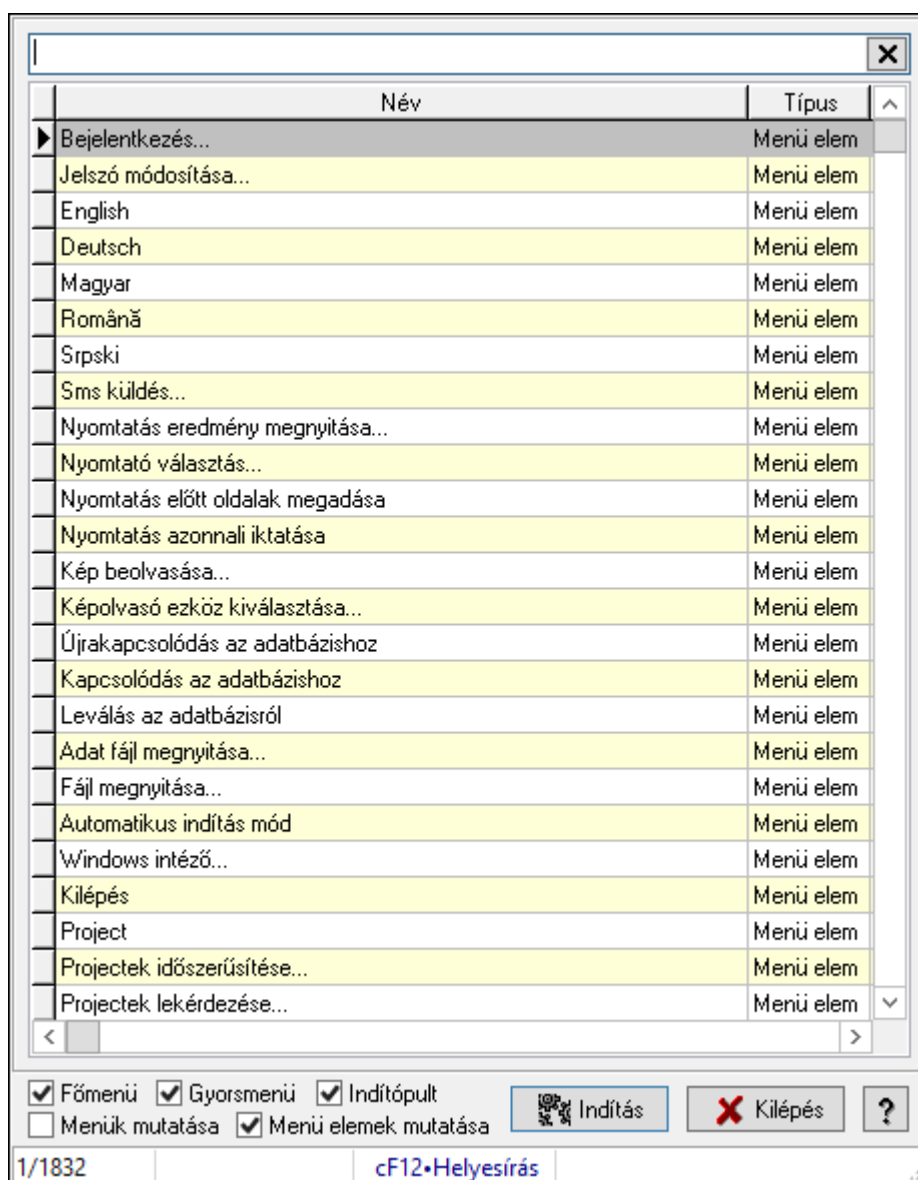 Név Típus
Bejelentkezés... Menü elem
Jelszó módosítása... Menü elem
English Menü elem
Deutsch Menü elem
Magyar Menü elem
Română Menü elem
Srpski Menü elem
Sms küldés... Menü elem
Nyomtatás eredmény megnyitása... Menü elem
Nyomtató választás... Menü elem
Nyomtatás előtt oldalak megadása Menü elem
Nyomtatás azonnali iktatása Menü elem
Kép beolvasása... Menü elem
Képolvasó ezköz kiválasztása... Menü elem
Újrakapcsolódás az adatbázishoz Menü elem
Kapcsolódás az adatbázishoz Menü elem
Leválás az adatbázisról Menü elem
Adat fájl megnyitása... Menü elem
Fájl megnyitása... Menü elem
Automatikus indítás mód Menü elem
Windows intéző... Menü elem
Kilépés Menü elem
Project Menü elem
Projectek időszerűsítése... Menü elem
Projectek lekérdezése... Menü elem
Főmenü Gyorsmenü Indítópult
Menük mutatása Menü elemek mutatása
Indítás Kilépés ?
1/1832 cF12•Helyesírás